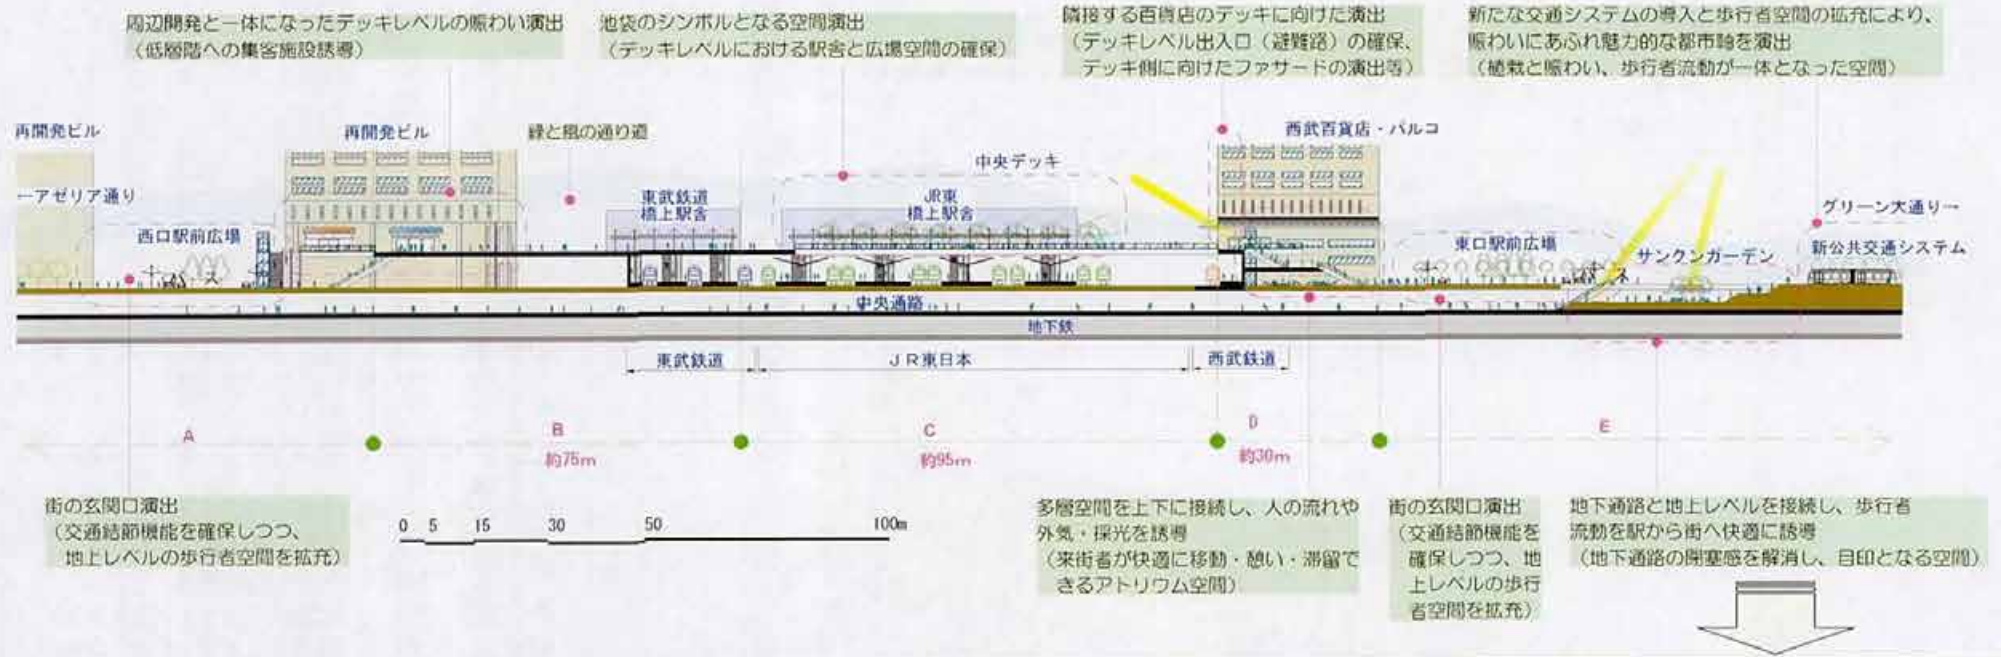 周辺開発と一体になったデッキレベルの賑わい演出
（低層階への集客施設誘導）
池袋のシンボルとなる空間演出
（デッキレベルにおける駅舎と広場空間の確保）
隣接する百貨店のデッキに向けた演出
（デッキレベル出入口（避難路）の確保、
デッキ側に向けたファサードの演出等）
新たな交通システムの導入と歩行者空間の拡充により、
賑わいにあふれ魅力的な都市軸を演出
（植栽と賑わい、歩行者流動が一体となった空間）
再開発ビル
再開発ビル
緑と風の通り道
西武百貨店・パルコ
中央デッキ
←アゼリア通り
東武鉄道
橋上駅舎
JR東
橋上駅舎
グリーン大通り→
西口駅前広場
東口駅前広場
サンクンガーデン
新公共交通システム
中央通路
地下鉄
東武鉄道
ＪＲ東日本
西武鉄道
A
B
C
D
E
約75m
約95m
約30m
街の玄関口演出
（交通結節機能を確保しつつ、
地上レベルの歩行者空間を拡充）
0 5 15 30 50 100m
多層空間を上下に接続し、人の流れや
外気・採光を誘導
（来街者が快適に移動・憩い・滞留で
きるアトリウム空間）
街の玄関口演出
（交通結節機能を
確保しつつ、地
上レベルの歩行
者空間を拡充）
地下通路と地上レベルを接続し、歩行者
流動を駅から街へ快適に誘導
（地下通路の閉塞感を解消し、目印となる空間）